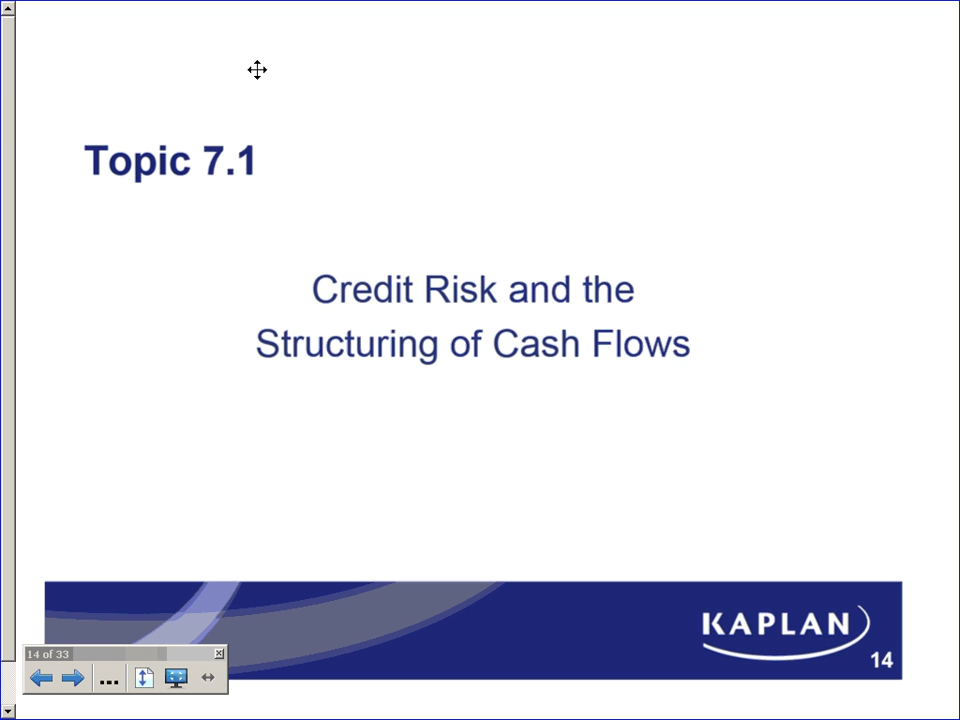 Topic 7.1
Credit Risk and the
Structuring of Cash Flows
KAPLAN
14
14 of 33
...